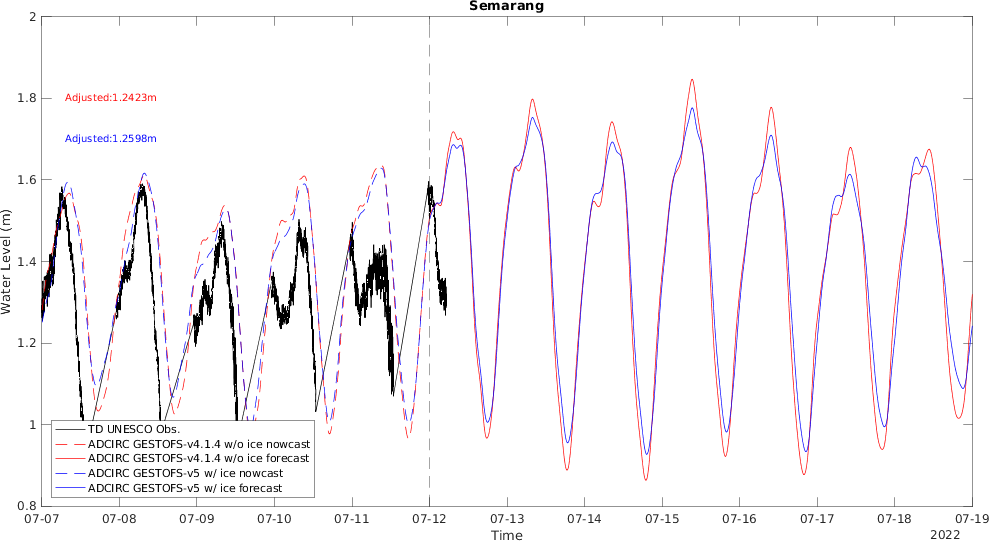 Semarang
2
1.8
1.6
1.4
1.2
1
0.8
Water Level (m)
Adjusted:1.2423m
Adjusted:1.2598m
TD UNESCO Obs.
ADCIRC GESTOFS-v4.1.4 w/o ice nowcast
ADCIRC GESTOFS-v4.1.4 w/o ice forecast
ADCIRC GESTOFS-v5 w/ ice nowcast
ADCIRC GESTOFS-v5 w/ ice forecast
07-07 07-08 07-09 07-10 07-11 07-12 07-13 07-14 07-15 07-16 07-17 07-18 07-19
Time
2022